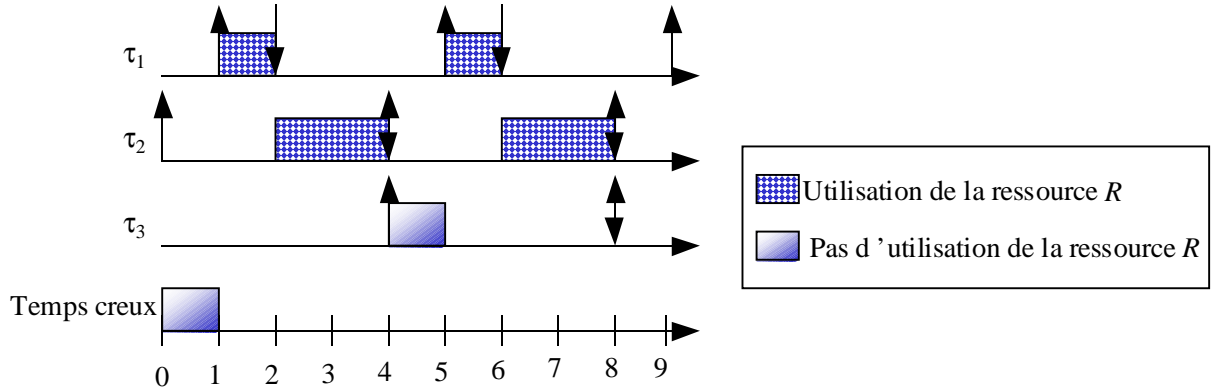 τ1
τ2
τ3
Temps creux
0 1 2 3 4 5 6 7 8 9
Utilisation de la ressource R
Pas d ’ utilisation de la ressource R